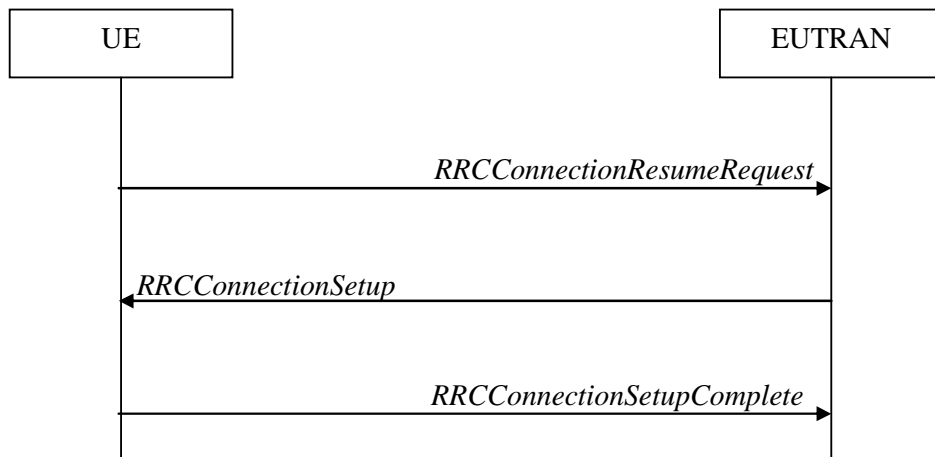 UE
EUTRAN
RRCConnectionResumeRequest
RRCConnectionSetup
RRCConnectionSetupComplete